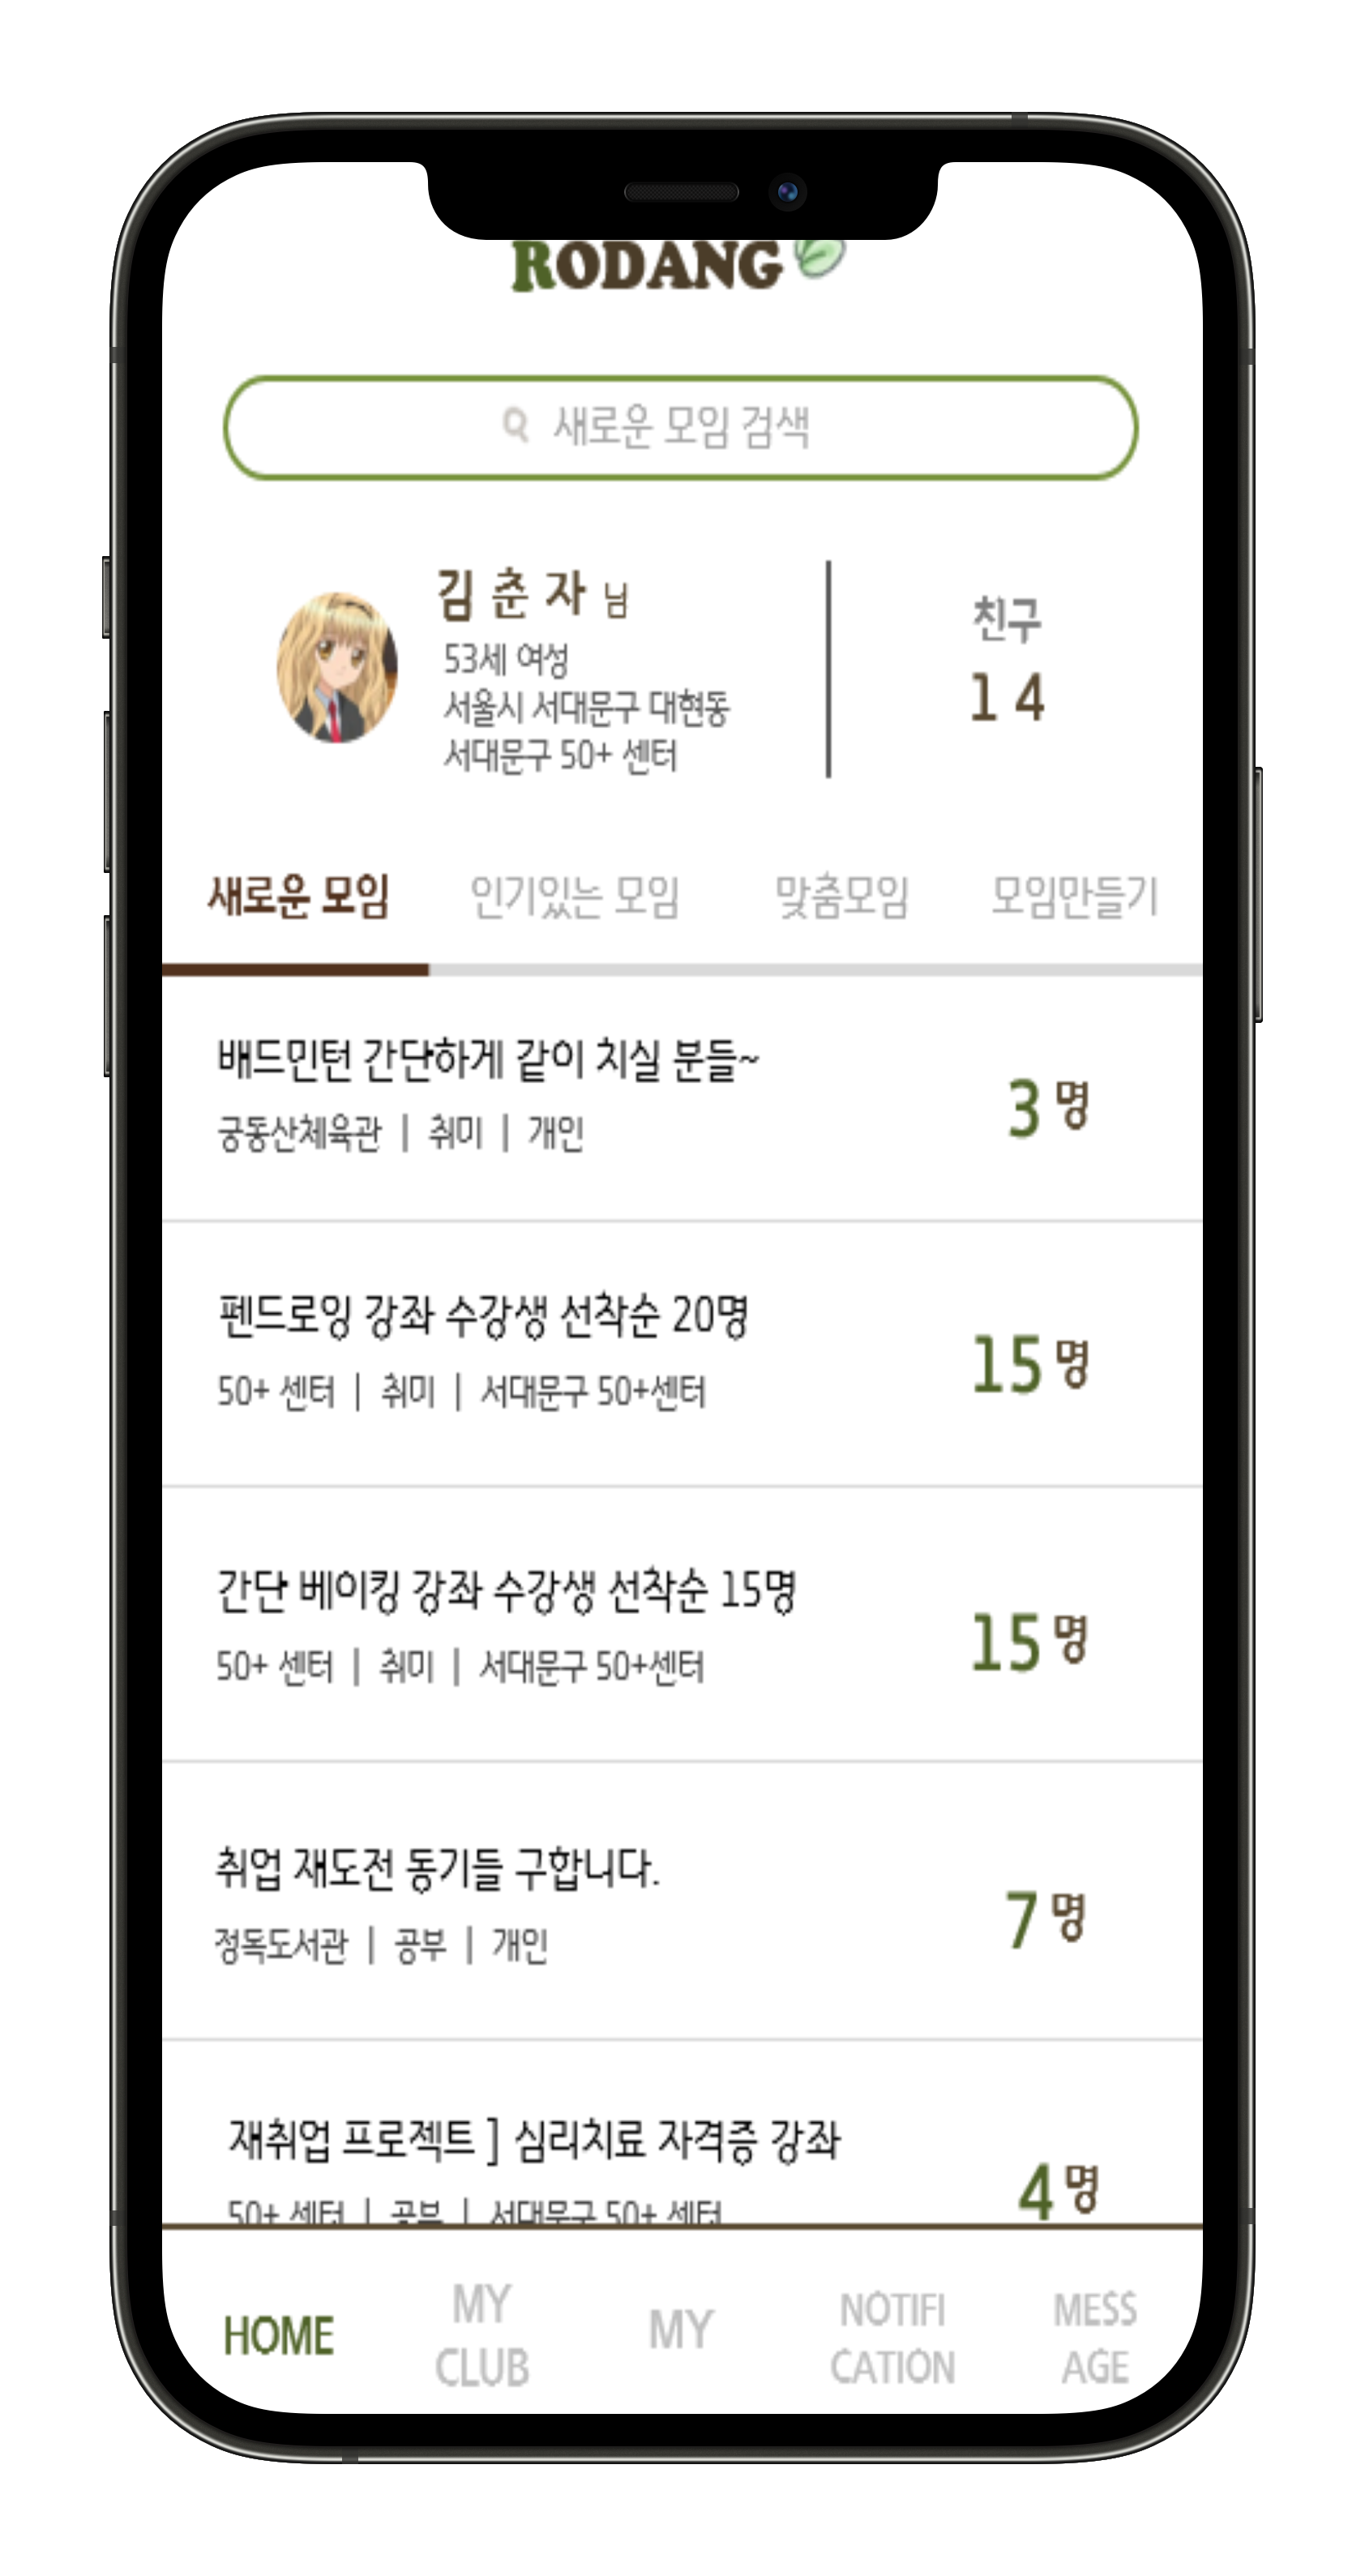 RODANG
새로운 모임 검색
김 춘 자 님
53세 여성
서울시 서대문구 대현동
서대문구 50+ 센터
친구
14
새로운 모임 인기있는 모임 맞춤모임 모임만들기
배드민턴 간단하게 같이 치실 분들~
궁동산체육관 | 취미 | 개인
3 명
펜드로잉 강좌 수강생 선착순 20명
50+ 센터 | 취미 | 서대문구 50+센터
15 명
간단 베이킹 강좌 수강생 선착순 15명
50+ 센터 | 취미 | 서대문구 50+센터
15 명
취업 재도전 동기들 구합니다.
정독도서관 | 공부 | 개인
7 명
재취업 프로젝트 ] 심리치료 자격증 강좌
50+ 센터 | 공부 | 서대문구 50+ 센터
4 명
HOME
MY
CLUB
MY
NOTIFI
CATION
MESS
AGE